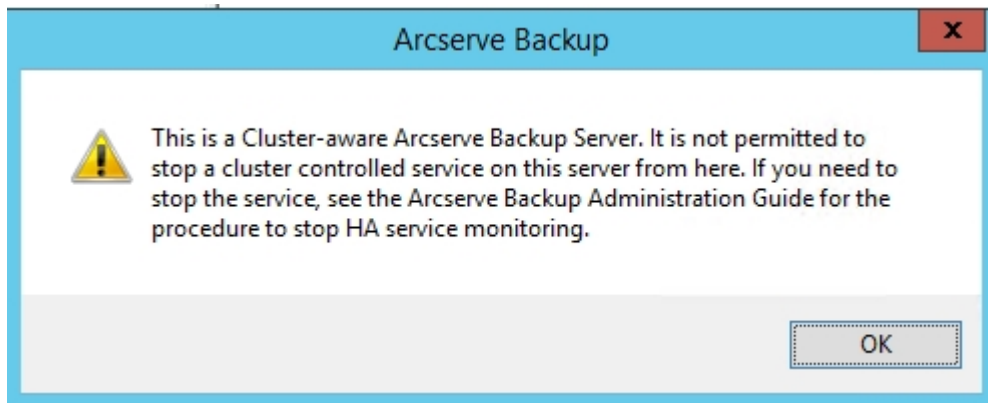 Arcserve Backup
x
This is a Cluster-aware Arcserve Backup Server. It is not permitted to
stop a cluster controlled service on this server from here. If you need to
stop the service, see the Arcserve Backup Administration Guide for the
procedure to stop HA service monitoring.
OK